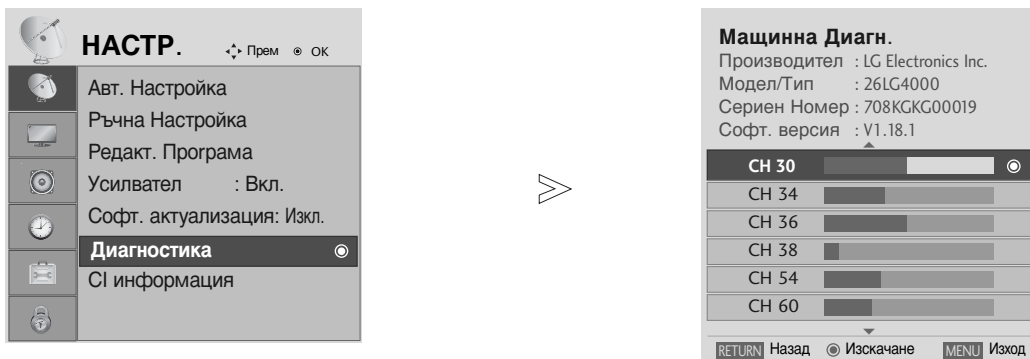 НАСТР. Прем ОК
Авт. Настройка
Ръчна Настройка
Редакт. Програма
Усилвател : Вкл.
Софт. актуализация: Изкл.
Диагностика
CI информация
Мащинна Диагн.
Производител : LG Electronics Inc.
Модел/Тип : 26LG4000
Сериен Номер : 708KGKG00019
Софт. версия : V1.18.1
CH 30
CH 34
CH 36
CH 38
CH 54
CH 60
RETURN Назад Изскачане MENU Изход